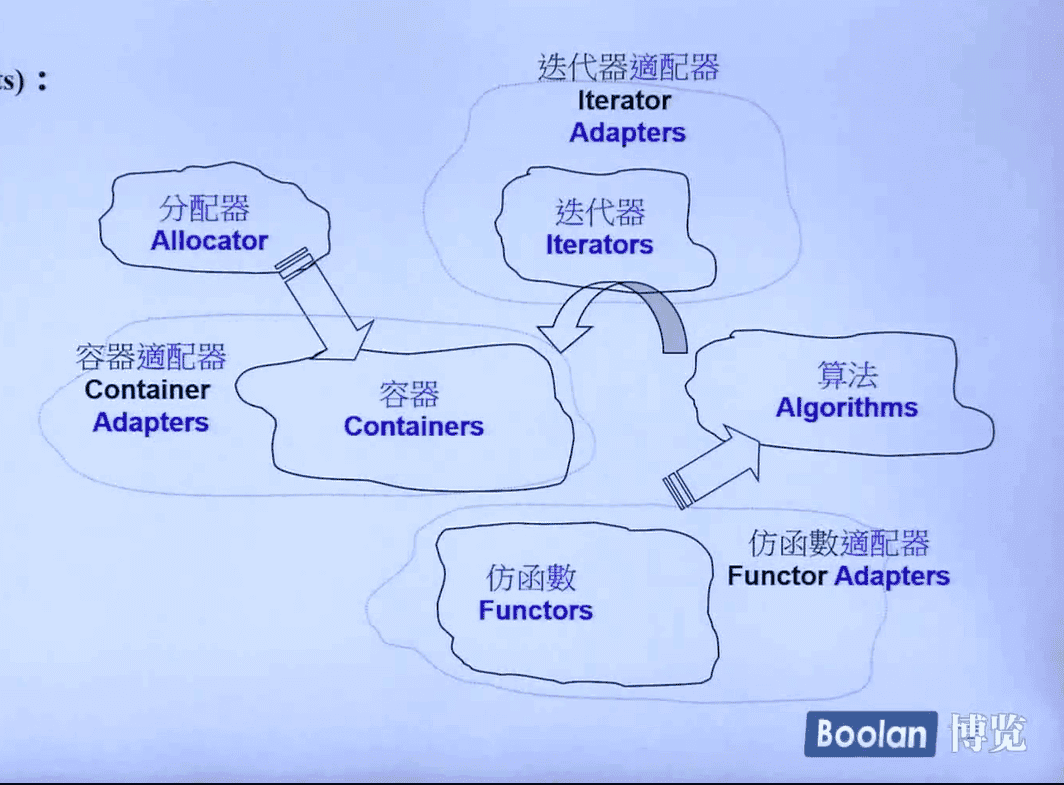 ts)：
迭代器適配器
Iterator
Adapters
分配器
Allocator
迭代器
Iterators
容器適配器
Container
Adapters
容器
Containers
算法
Algorithms
仿函數
Functors
仿函數適配器
Functor Adapters
Boolan 博览